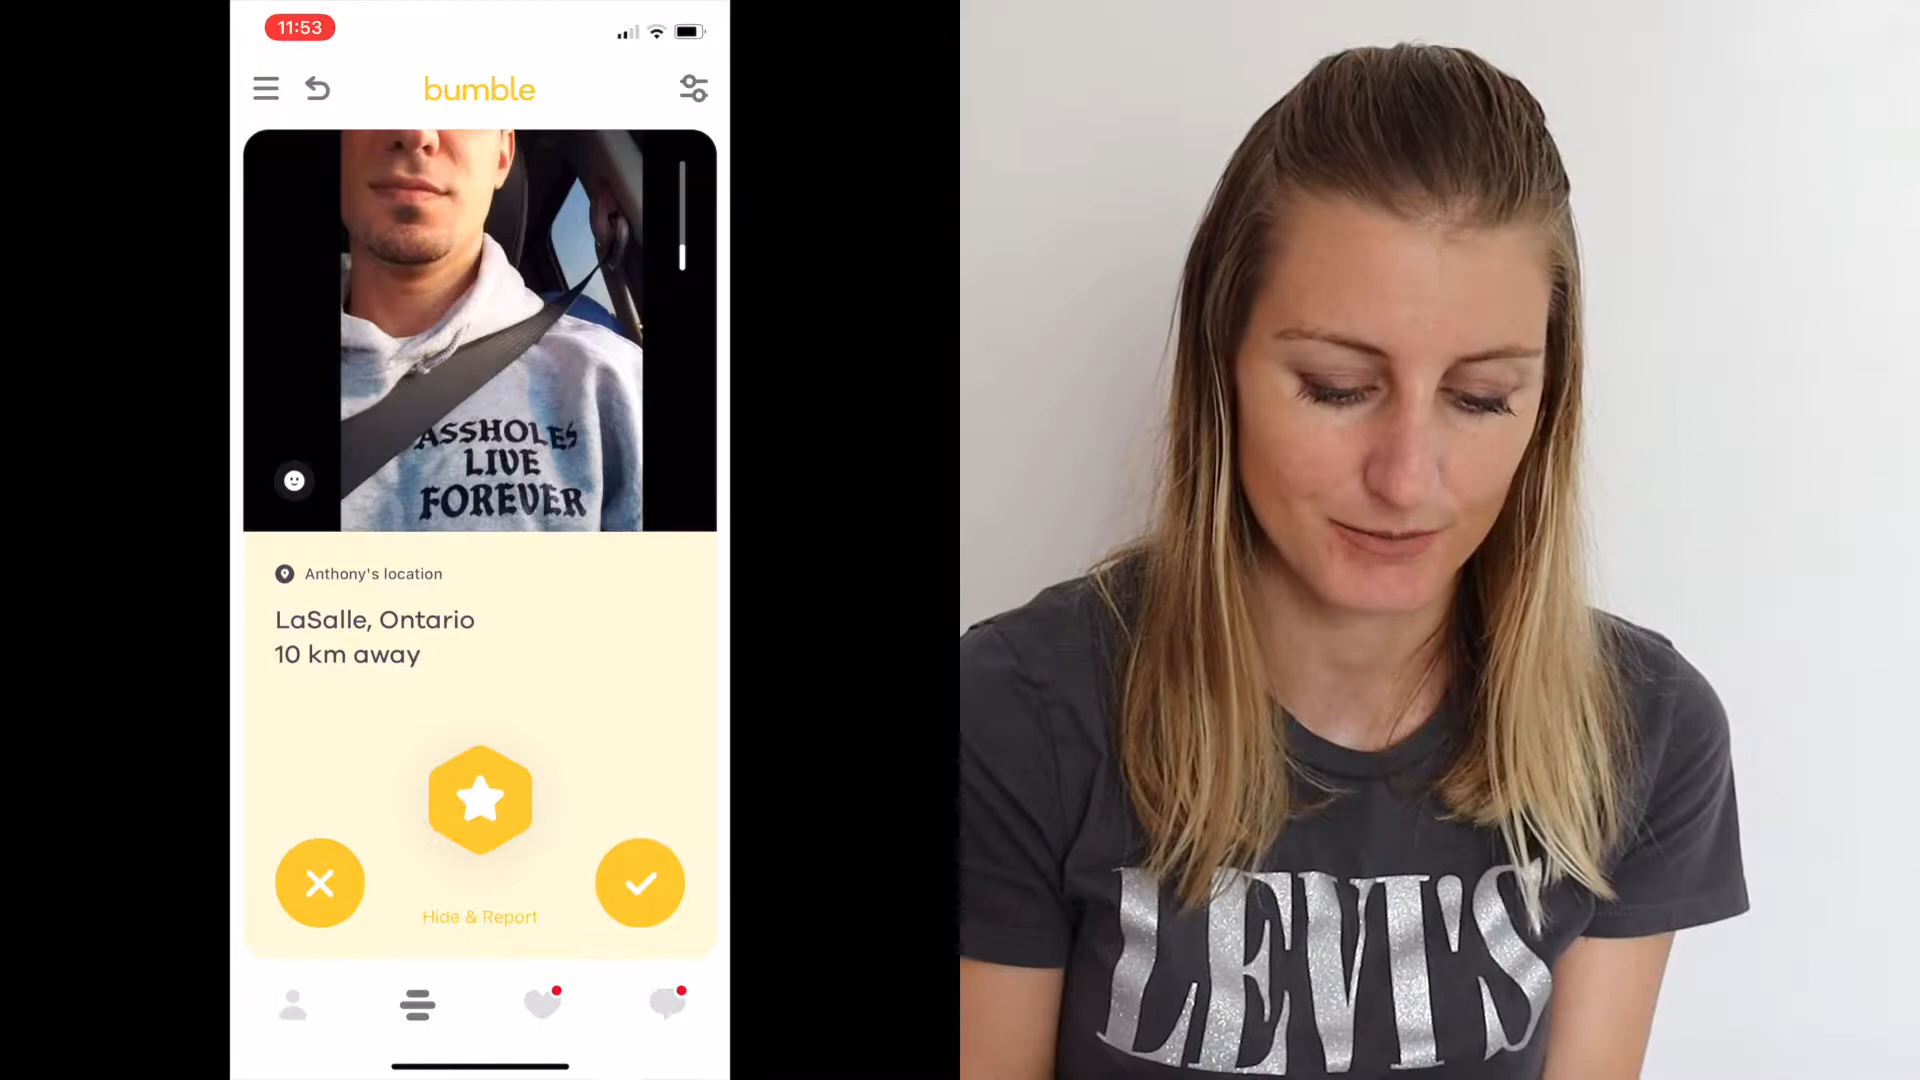 11:53
bumble
ASSHOLES
LIVE
FOREVER
Anthony's location
LaSalle, Ontario
10 km away
Hide & Report
LEVI'S